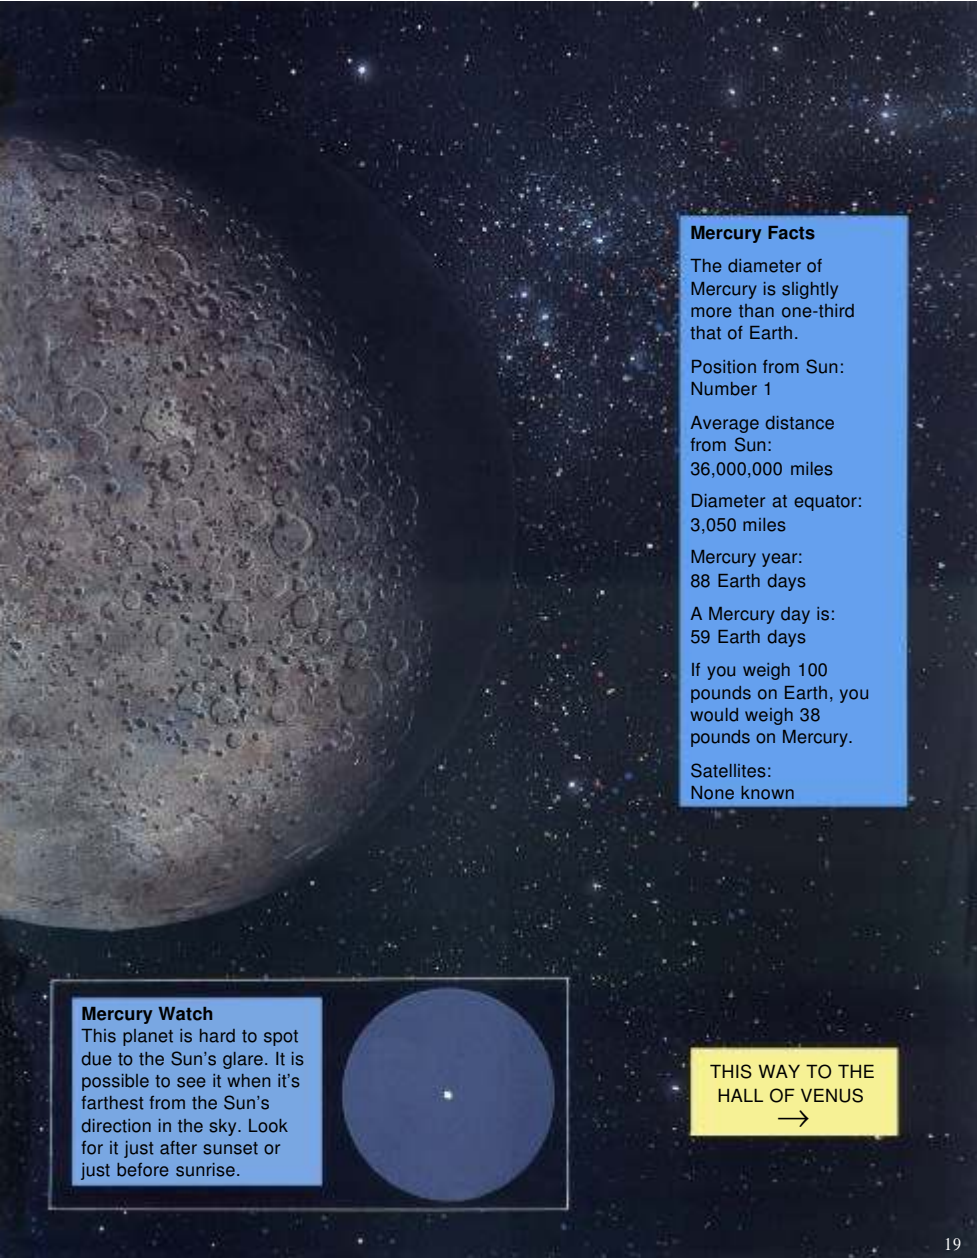 Mercury Facts
The diameter of
Mercury is slightly
more than one-third
that of Earth.
Position from Sun:
Number 1
Average distance
from Sun:
36,000,000 miles
Diameter at equator:
3,050 miles
Mercury year:
88 Earth days
A Mercury day is:
59 Earth days
If you weigh 100
pounds on Earth, you
would weigh 38
pounds on Mercury.
Satellites:
None known
Mercury Watch
This planet is hard to spot
due to the Sun's glare. It is
possible to see it when it's
farthest from the Sun's
direction in the sky. Look
for it just after sunset or
just before sunrise.
THIS WAY TO THE
HALL OF VENUS
→
19